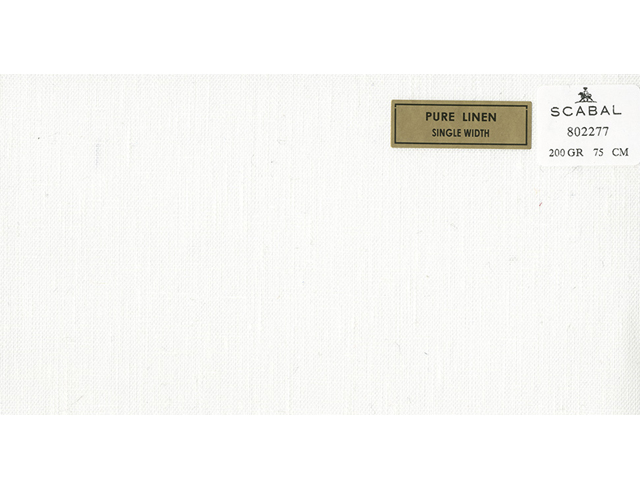 PURE LINEN
SINGLE WIDTH
SCABAL
802277
200 GR 75 CM